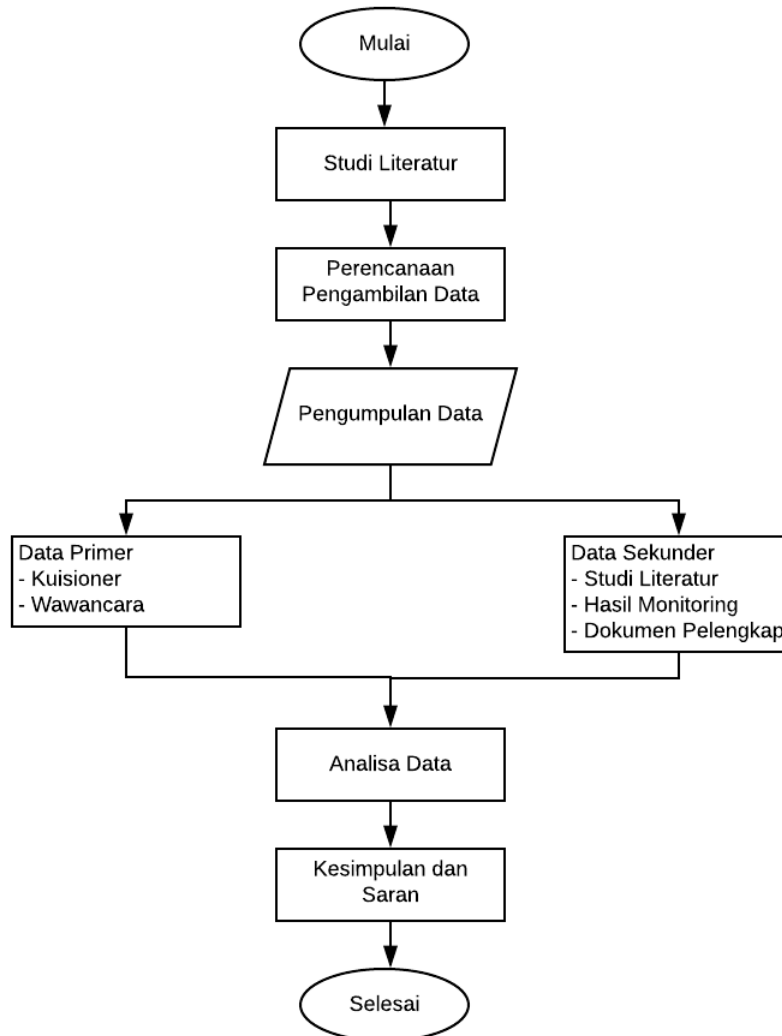 Mulai
Studi Literatur
Perencanaan
Pengambilan Data
Pengumpulan Data
Data Primer
- Kuisioner
- Wawancara
Data Sekunder
- Studi Literatur
- Hasil Monitoring
- Dokumen Pelengkap
Analisa Data
Kesimpulan dan
Saran
Selesai